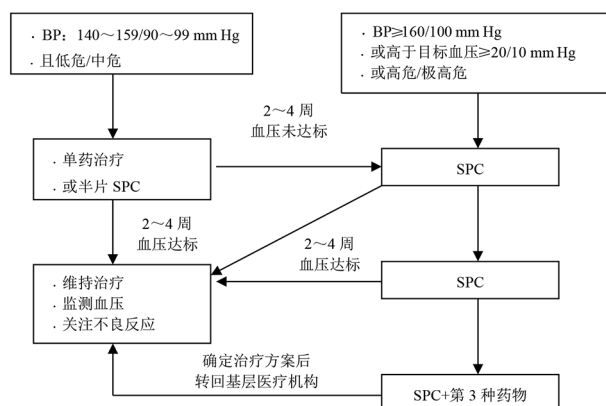 . BP：140～159/90～99 mm Hg
. 且低危/中危
. BP≥160/100 mm Hg
. 或高于目标血压≥20/10 mm Hg
. 或高危/极高危
2～4 周
血压未达标
. 单药治疗
. 或半片 SPC
SPC
2～4 周
血压达标
2～4 周
血压达标
. 维持治疗
. 监测血压
. 关注不良反应
SPC
确定治疗方案后
转回基层医疗机构
SPC+第 3 种药物